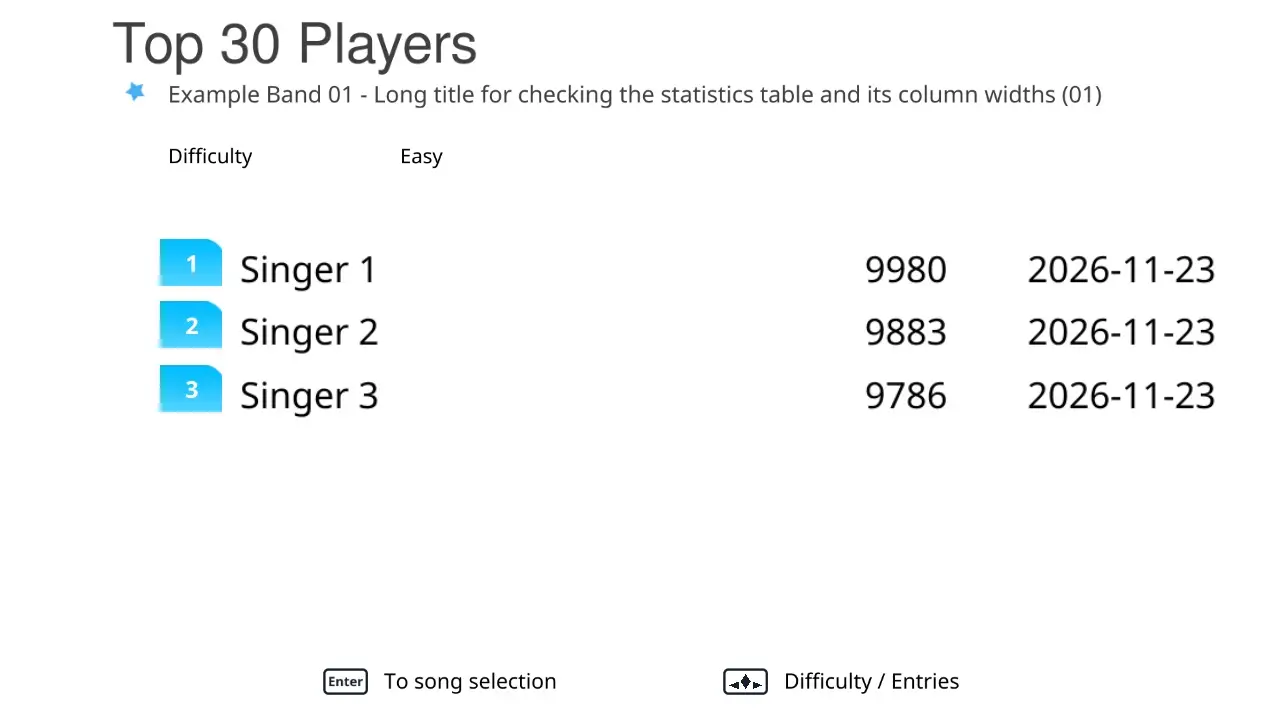 Top 30 Players
Example Band 01 - Long title for checking the statistics table and its column widths (01)
Difficulty Easy
1 Singer 1 9980 2026-11-23
2 Singer 2 9883 2026-11-23
3 Singer 3 9786 2026-11-23
Enter To song selection Difficulty / Entries